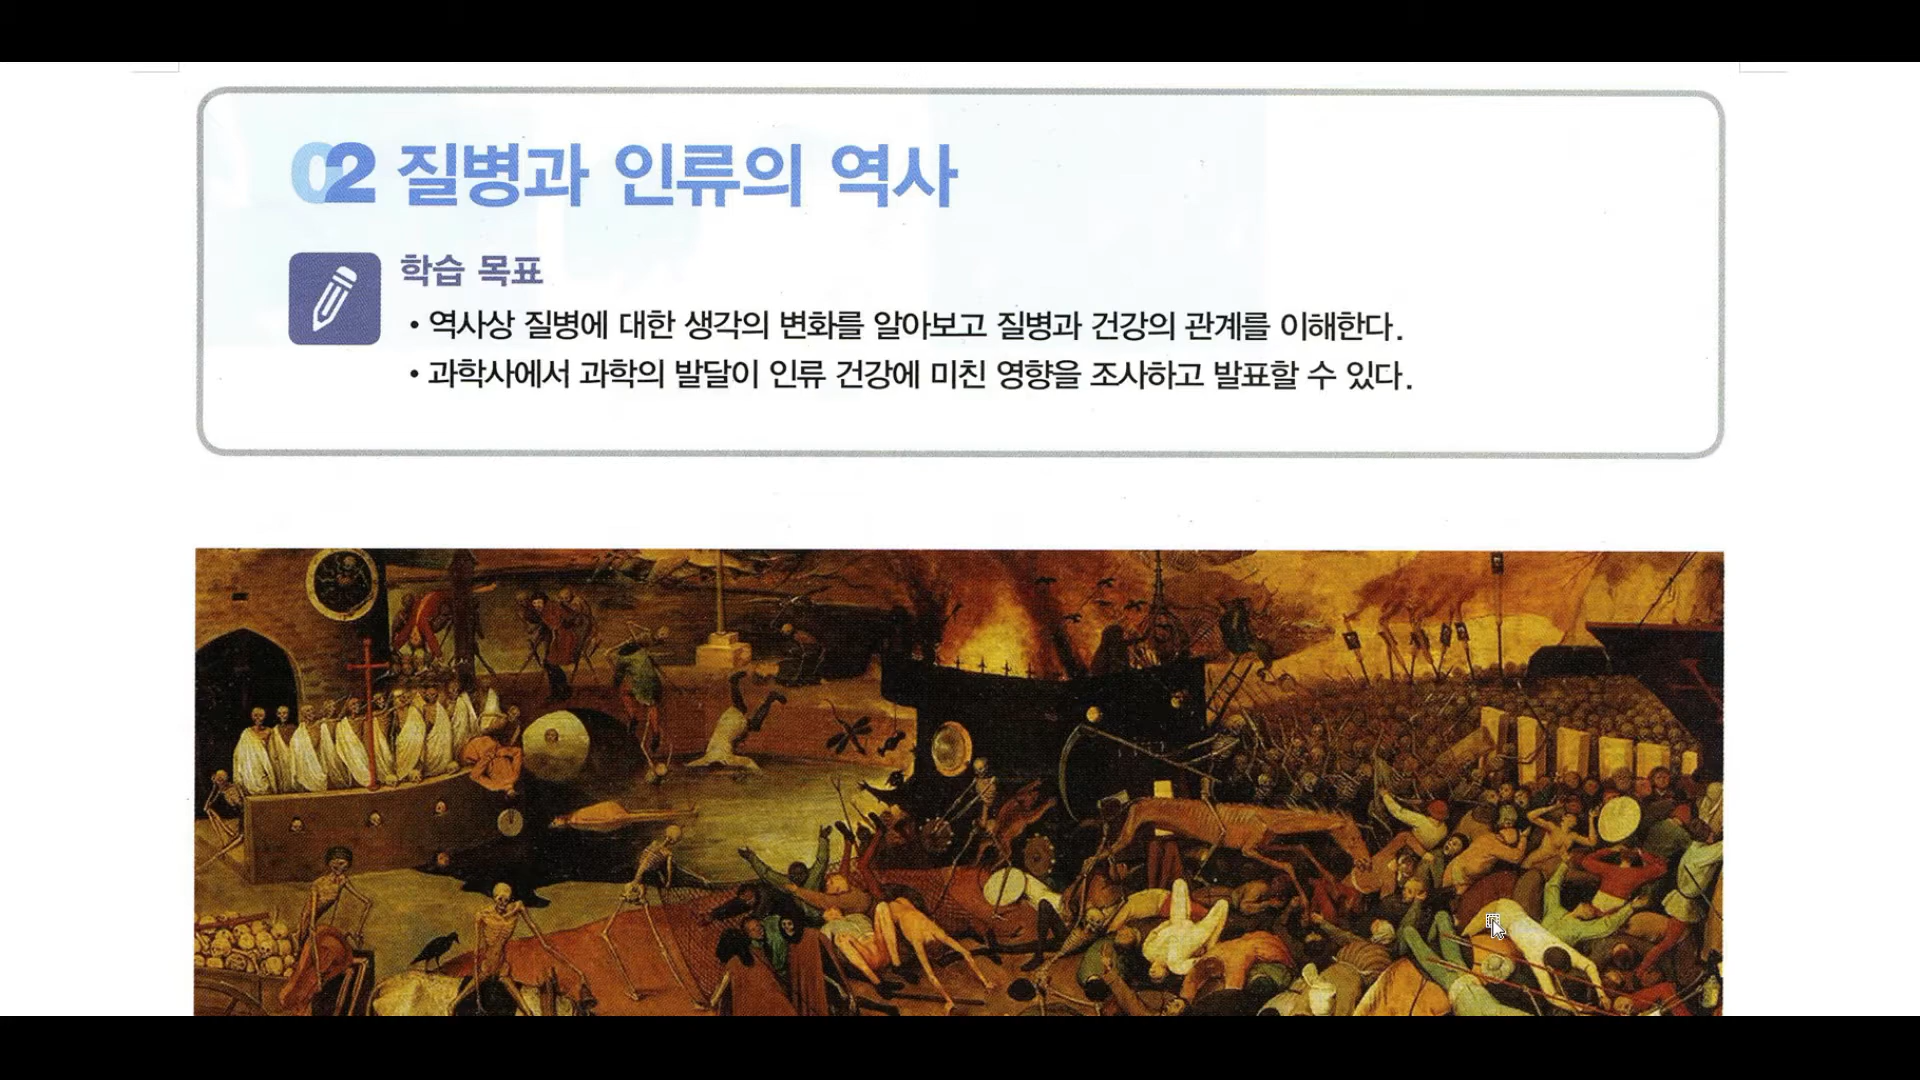 02 질병과 인류의 역사
학습 목표
• 역사상 질병에 대한 생각의 변화를 알아보고 질병과 건강의 관계를 이해한다.
• 과학사에서 과학의 발달이 인류 건강에 미친 영향을 조사하고 발표할 수 있다.